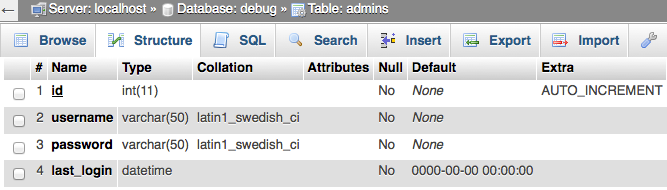 ← Server: localhost » Database: debug » Table: admins
Browse Structure SQL Search Insert Export Import
# Name Type Collation Attributes Null Default Extra
1 id int(11) No None AUTO_INCREMENT
2 username varchar(50) latin1_swedish_ci No None
3 password varchar(50) latin1_swedish_ci No None
4 last_login datetime No 0000-00-00 00:00:00